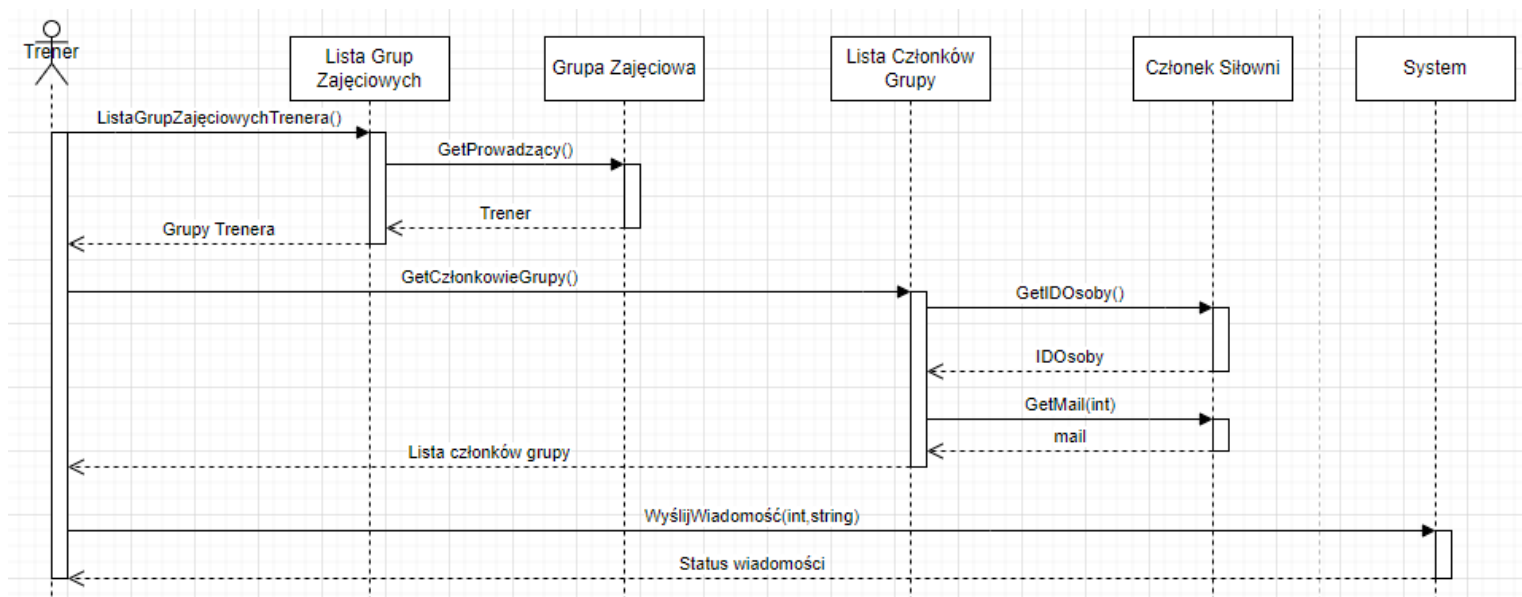 Trener
Lista Grup
Zajęciowych
Grupa Zajęciowa
Lista Członków
Grupy
Członek Siłowni
System
ListaGrupZajęciowychTrenera()
GetProwadzący()
Trener
Grupy Trenera
GetCzłonkowieGrupy()
GetIDOsoby()
IDOsoby
GetMail(int)
mail
Lista członków grupy
WyślijWiadomość(int,string)
Status wiadomości